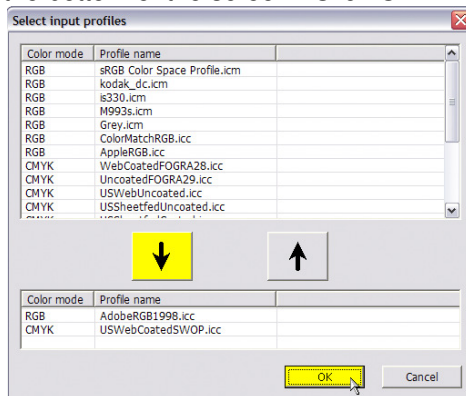 Select input profiles
Color mode Profile name
RGB sRGB Color Space Profile.icm
RGB kodak_dc.icm
RGB is330.icm
RGB M993s.icm
RGB Grey.icm
RGB ColorMatchRGB.icc
RGB AppleRGB.icc
CMYK WebCoatedFOGRA28.icc
CMYK UncoatedFOGRA29.icc
CMYK USWebUncoated.icc
CMYK USSheetfedUncoated.icc
Color mode Profile name
RGB AdobeRGB1998.icc
CMYK USWebCoatedSWOP.icc
OK Cancel